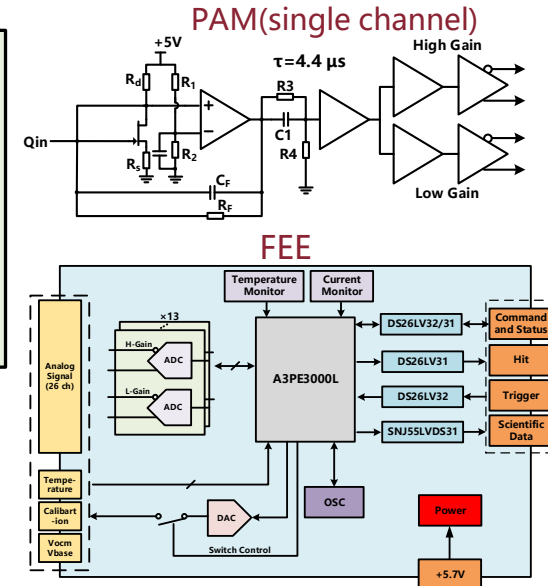 PAM(single channel)
+5V
τ=4.4 μs
High Gain
Rd
R1
R3
+
−
Qin
C1
Rs
R2
R4
CF
RF
Low Gain
FEE
Temperature
Monitor
Current
Monitor
×13
H-Gain
ADC
L-Gain
ADC
Analog
Signal
(26 ch)
A3PE3000L
DS26LV32/31
Command
and Status
DS26LV31
Hit
DS26LV32
Trigger
SNJ55LVDS31
Scientific
Data
Tempe-
rature
Calibart
-ion
Vocm
Vbase
DAC
Switch Control
OSC
Power
+5.7V